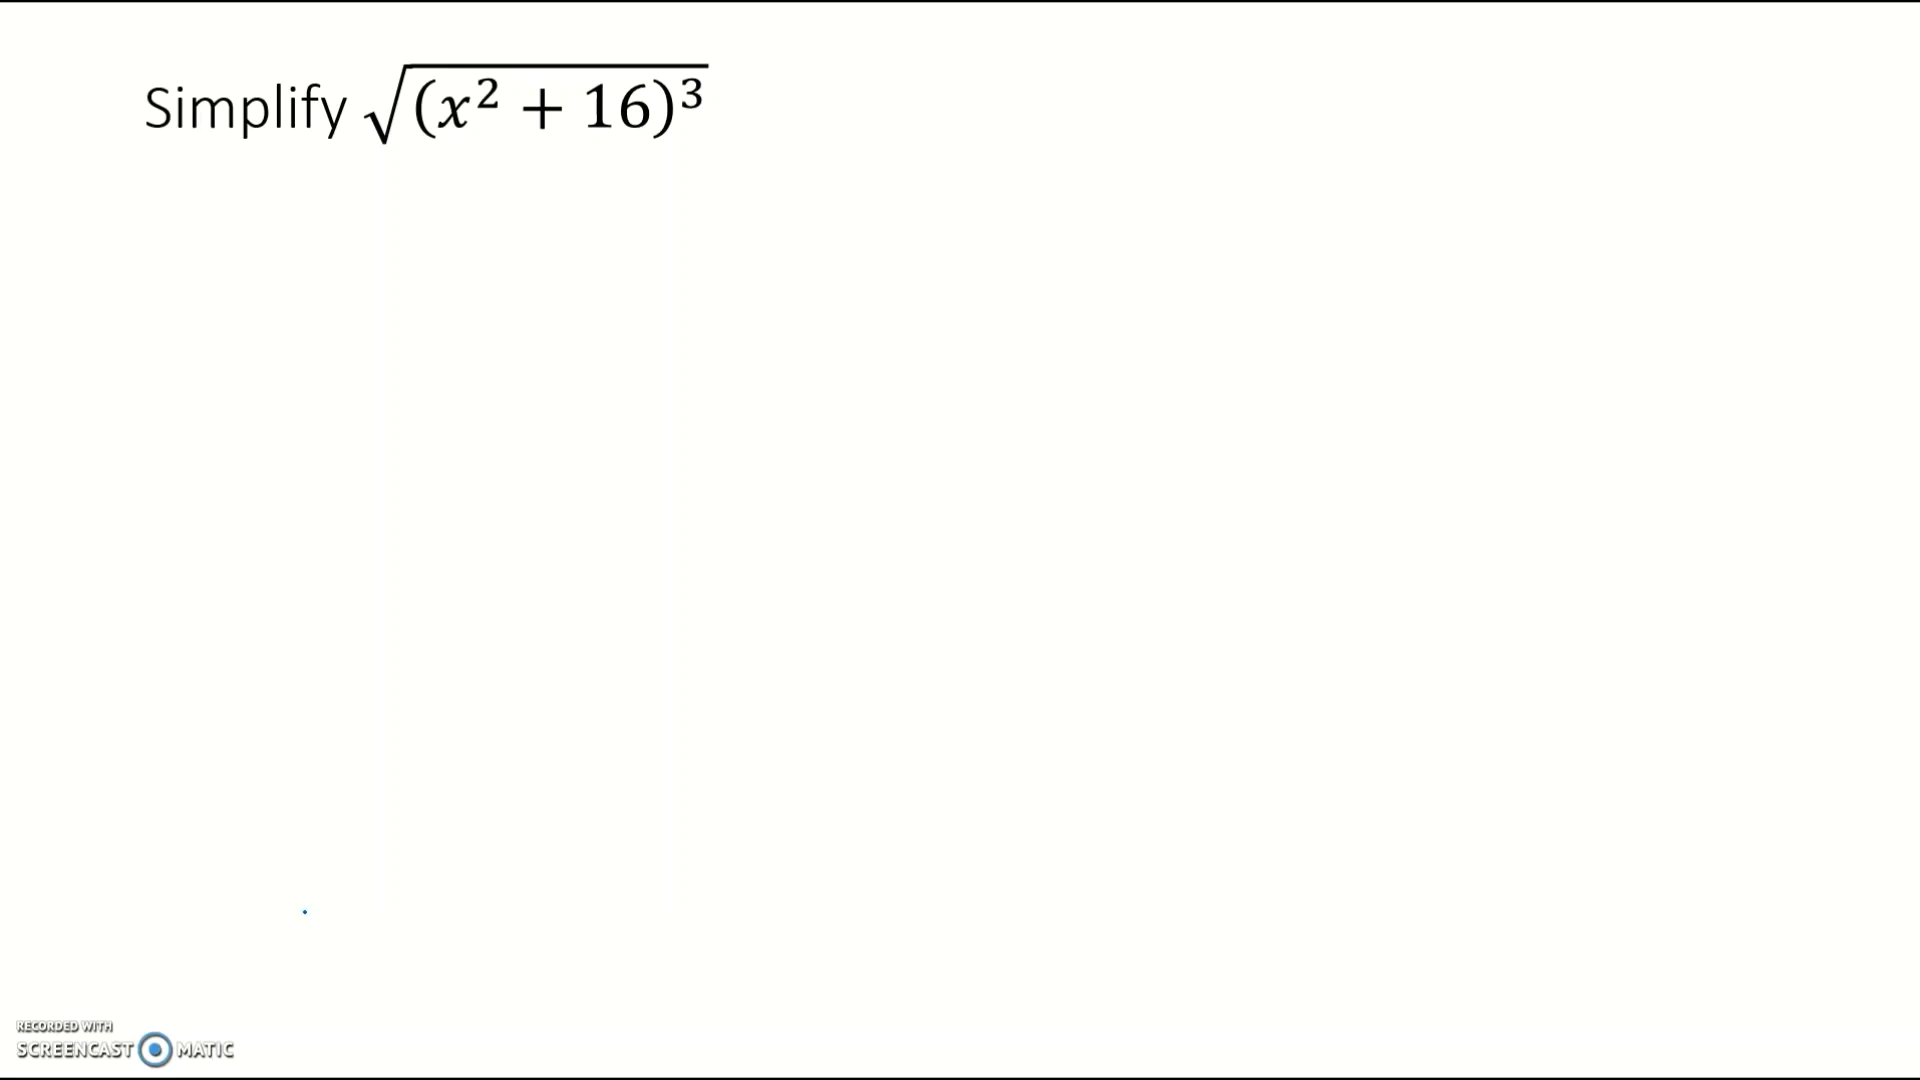 Simplify √(x² + 16)³
RECORDED WITH
SCREENCAST MATIC